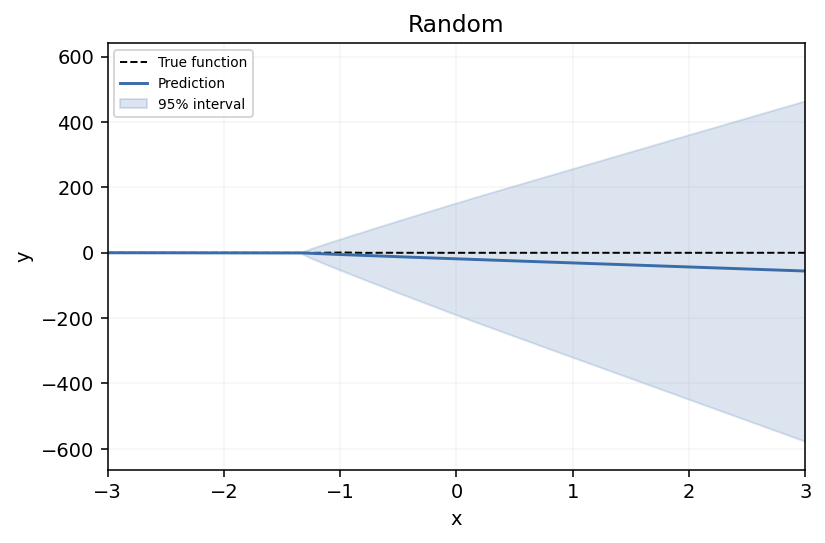 Random
600
400
200
0
−200
−400
−600
y
True function
Prediction
95% interval
−3 −2 −1 0 1 2 3
x